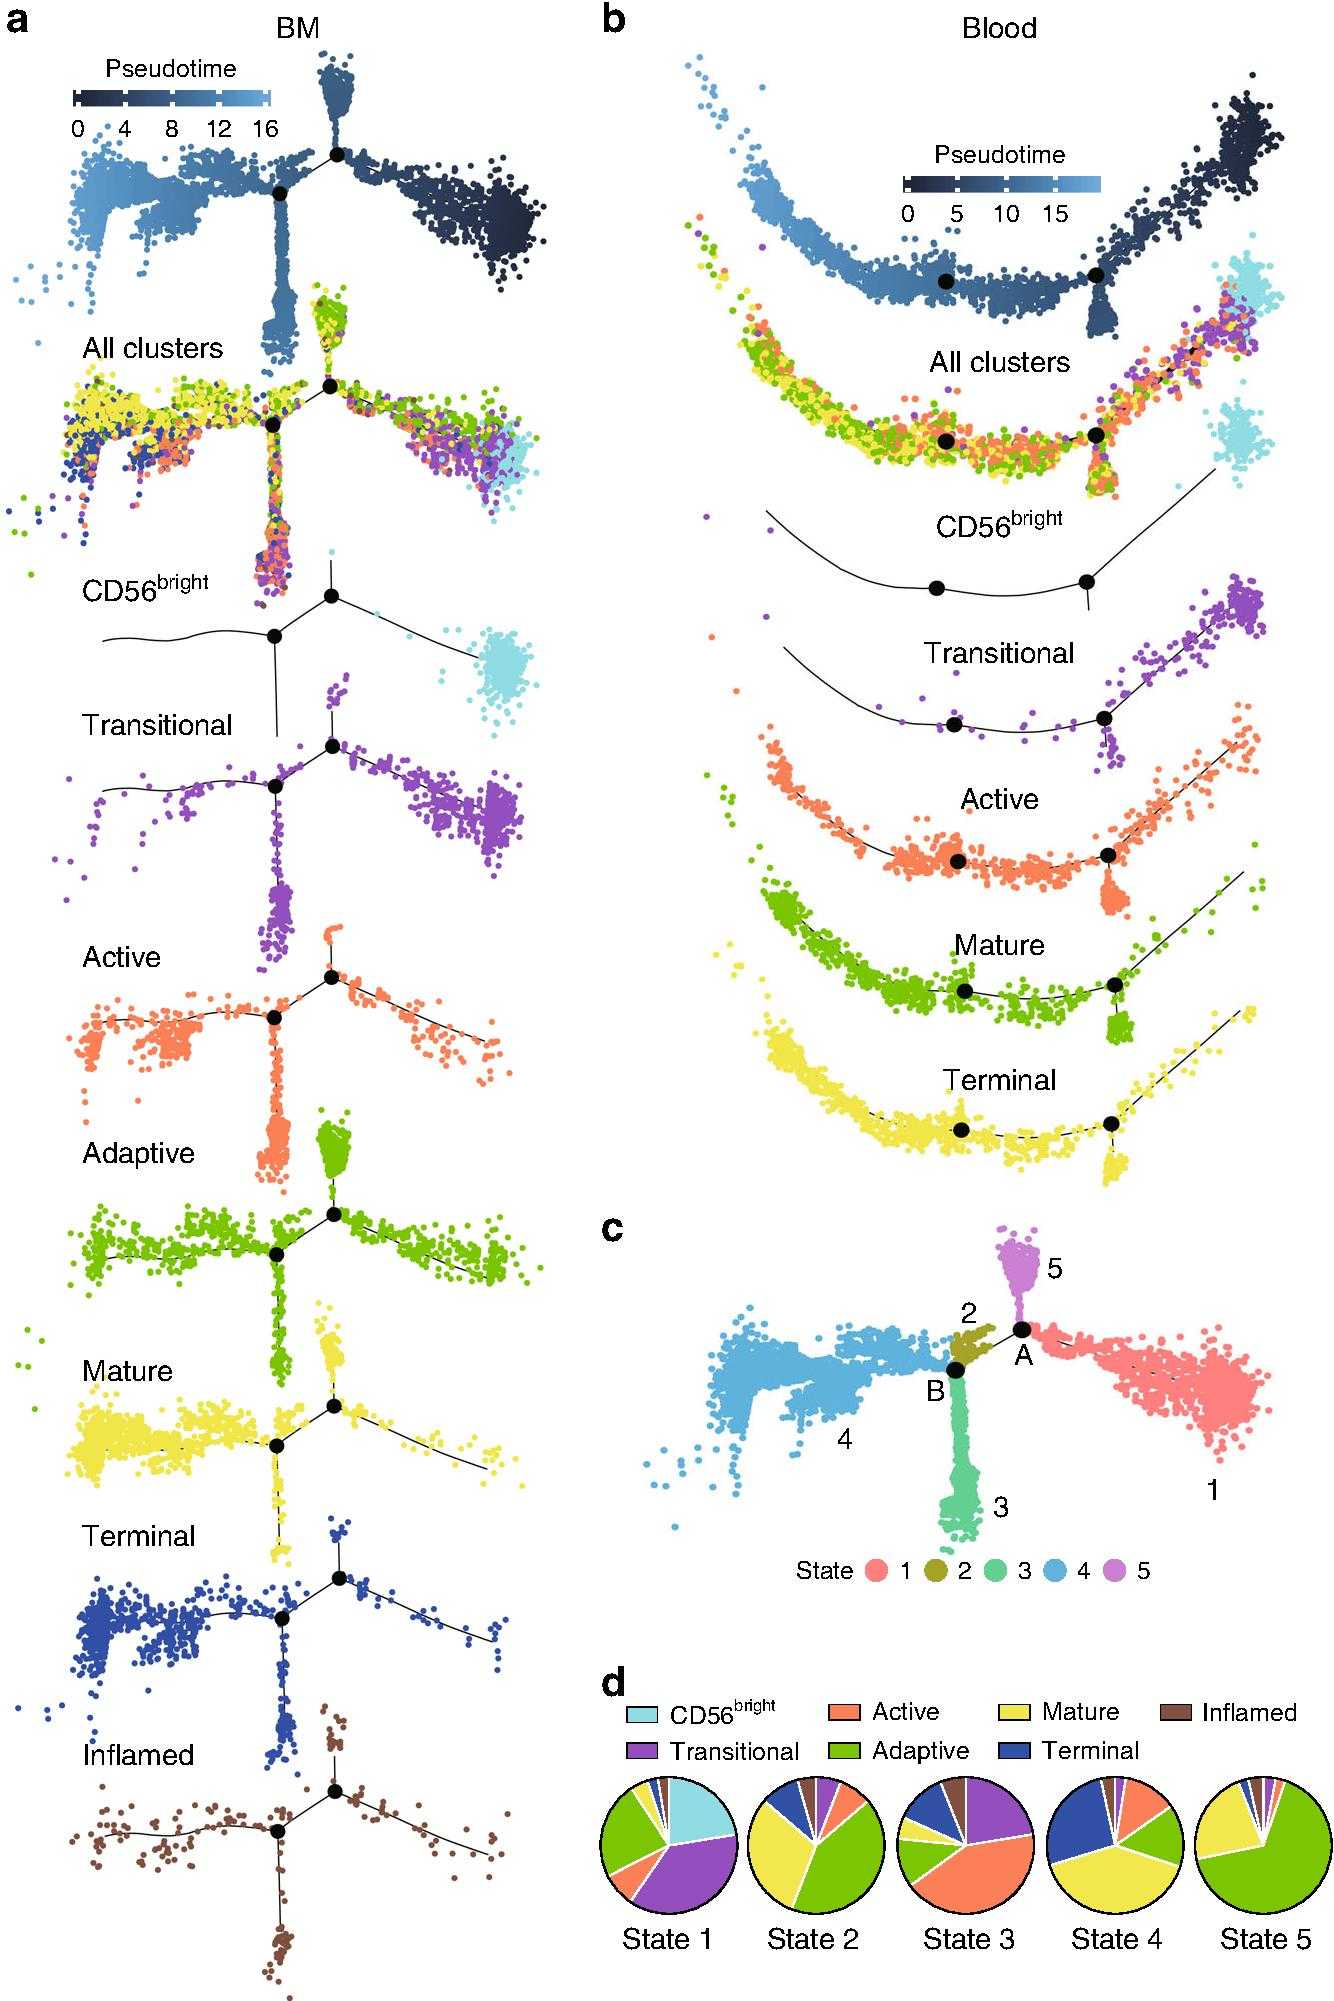 a
BM
Pseudotime
0 4 8 12 16
All clusters
CD56bright
Transitional
Active
Adaptive
Mature
Terminal
Inflamed
b
Blood
Pseudotime
0 5 10 15
All clusters
CD56bright
Transitional
Active
Mature
Terminal
c
5
2
A
B
4
1
3
State 1 2 3 4 5
d
CD56bright Active Mature Inflamed
Transitional Adaptive Terminal
State 1 State 2 State 3 State 4 State 5